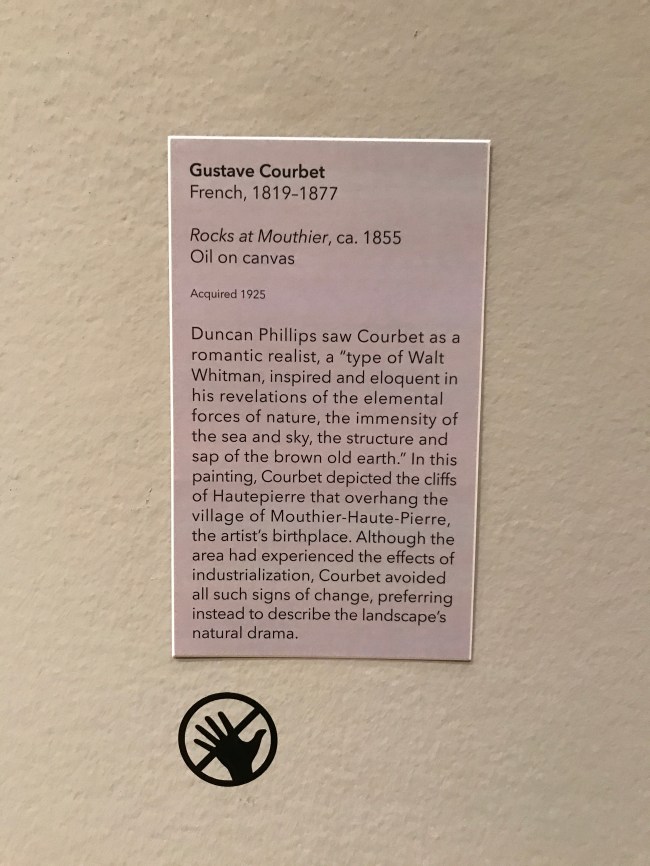 Gustave Courbet
French, 1819–1877
Rocks at Mouthier, ca. 1855
Oil on canvas
Acquired 1925
Duncan Phillips saw Courbet as a
romantic realist, a “type of Walt
Whitman, inspired and eloquent in
his revelations of the elemental
forces of nature, the immensity of
the sea and sky, the structure and
sap of the brown old earth.” In this
painting, Courbet depicted the cliffs
of Hautepierre that overhang the
village of Mouthier-Haute-Pierre,
the artist’s birthplace. Although the
area had experienced the effects of
industrialization, Courbet avoided
all such signs of change, preferring
instead to describe the landscape’s
natural drama.